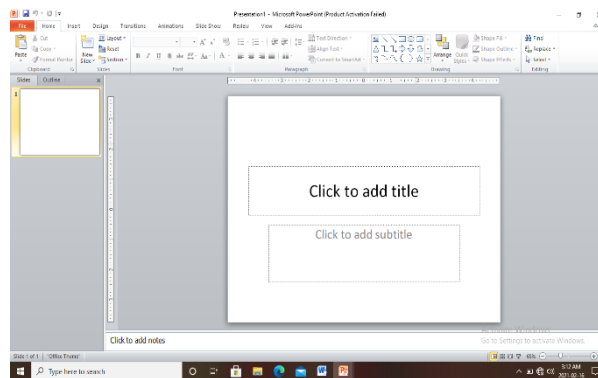 Presentation1 - Microsoft PowerPoint (Product Activation Failed)
File Home Insert Design Transitions Animations Slide Show Review View Add-Ins
Cut
Copy
Format Painter
Paste
New Slide
Layout
Reset
Section
Text Direction
Align Text
Convert to SmartArt
Arrange
Quick Styles
Shape Fill
Shape Outline
Shape Effects
Find
Replace
Select
Clipboard Slides Font Paragraph Drawing Editing
Slides Outline
1
Click to add title
Click to add subtitle
Click to add notes
Go to Settings to activate Windows.
Slide 1 of 1 "Office Theme"
Type here to search
3:12 AM
2021-02-16